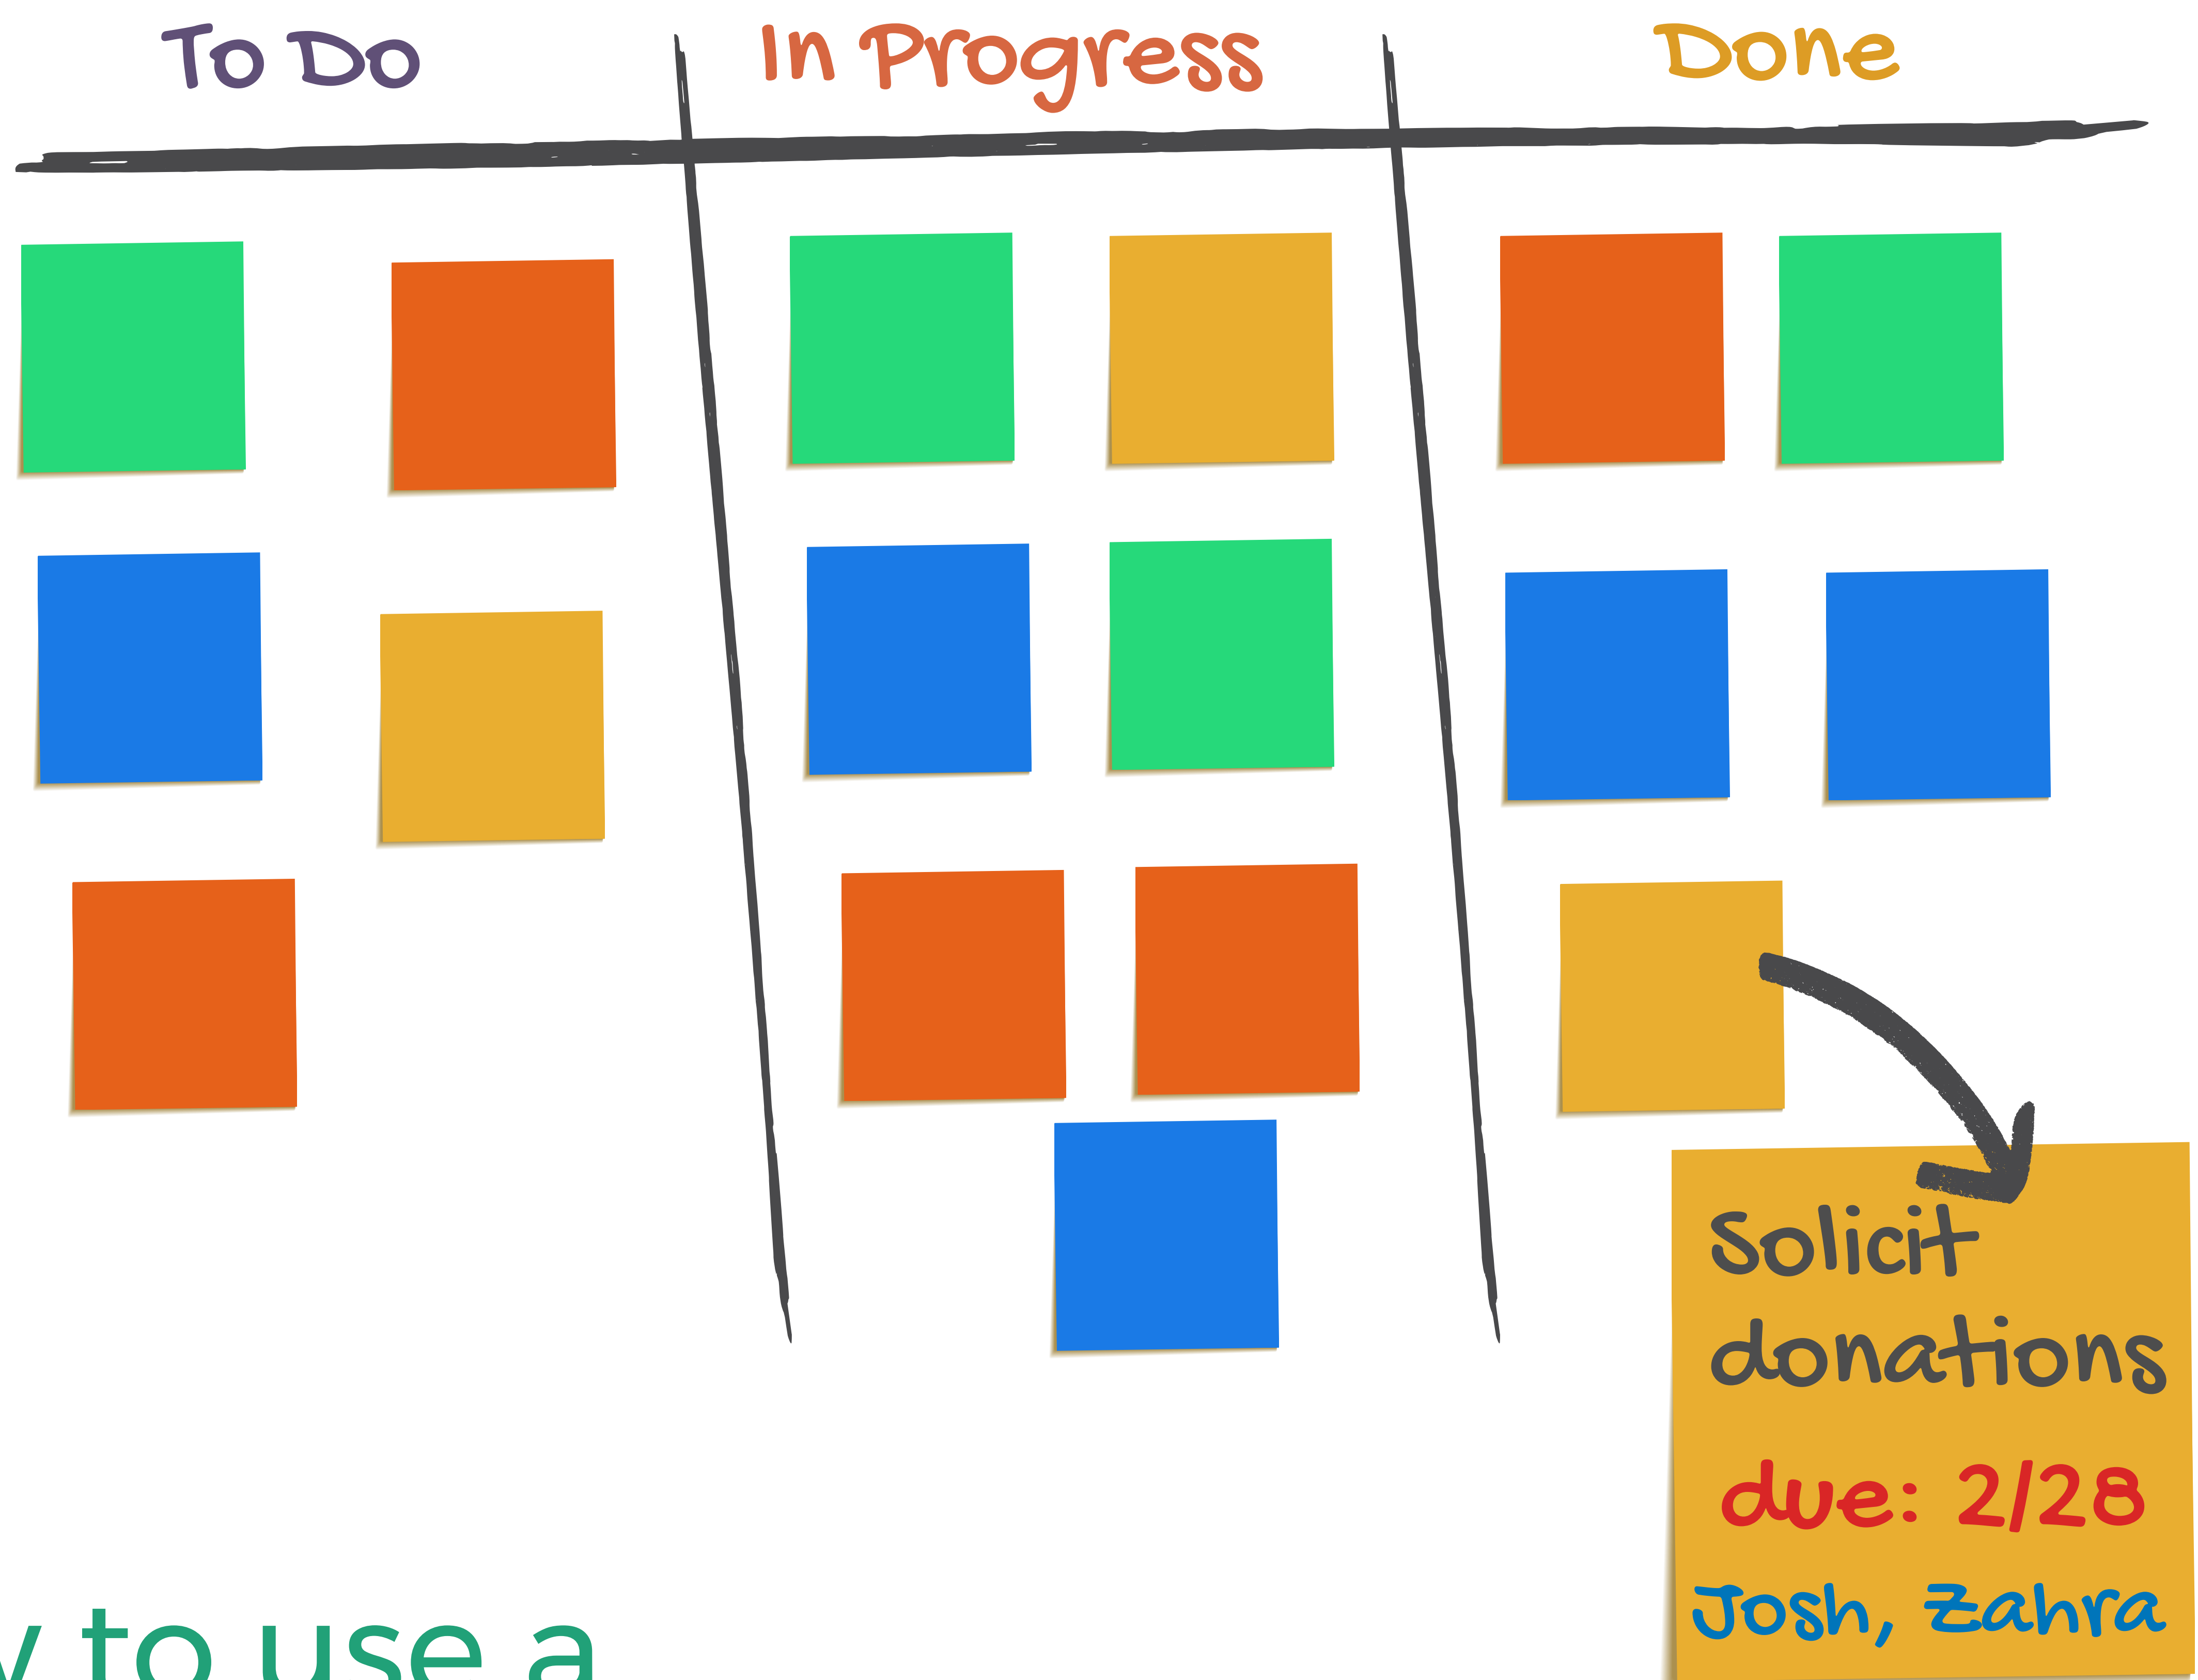 To Do
In Progress
Done
Solicit
donations
due: 2/28
Josh, Zahra
to use a